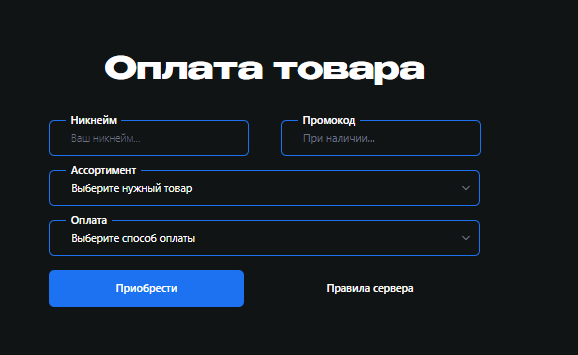 Оплата товара
Никнейм
Ваш никнейм...
Промокод
При наличии...
Ассортимент
Выберите нужный товар
Оплата
Выберите способ оплаты
Приобрести
Правила сервера